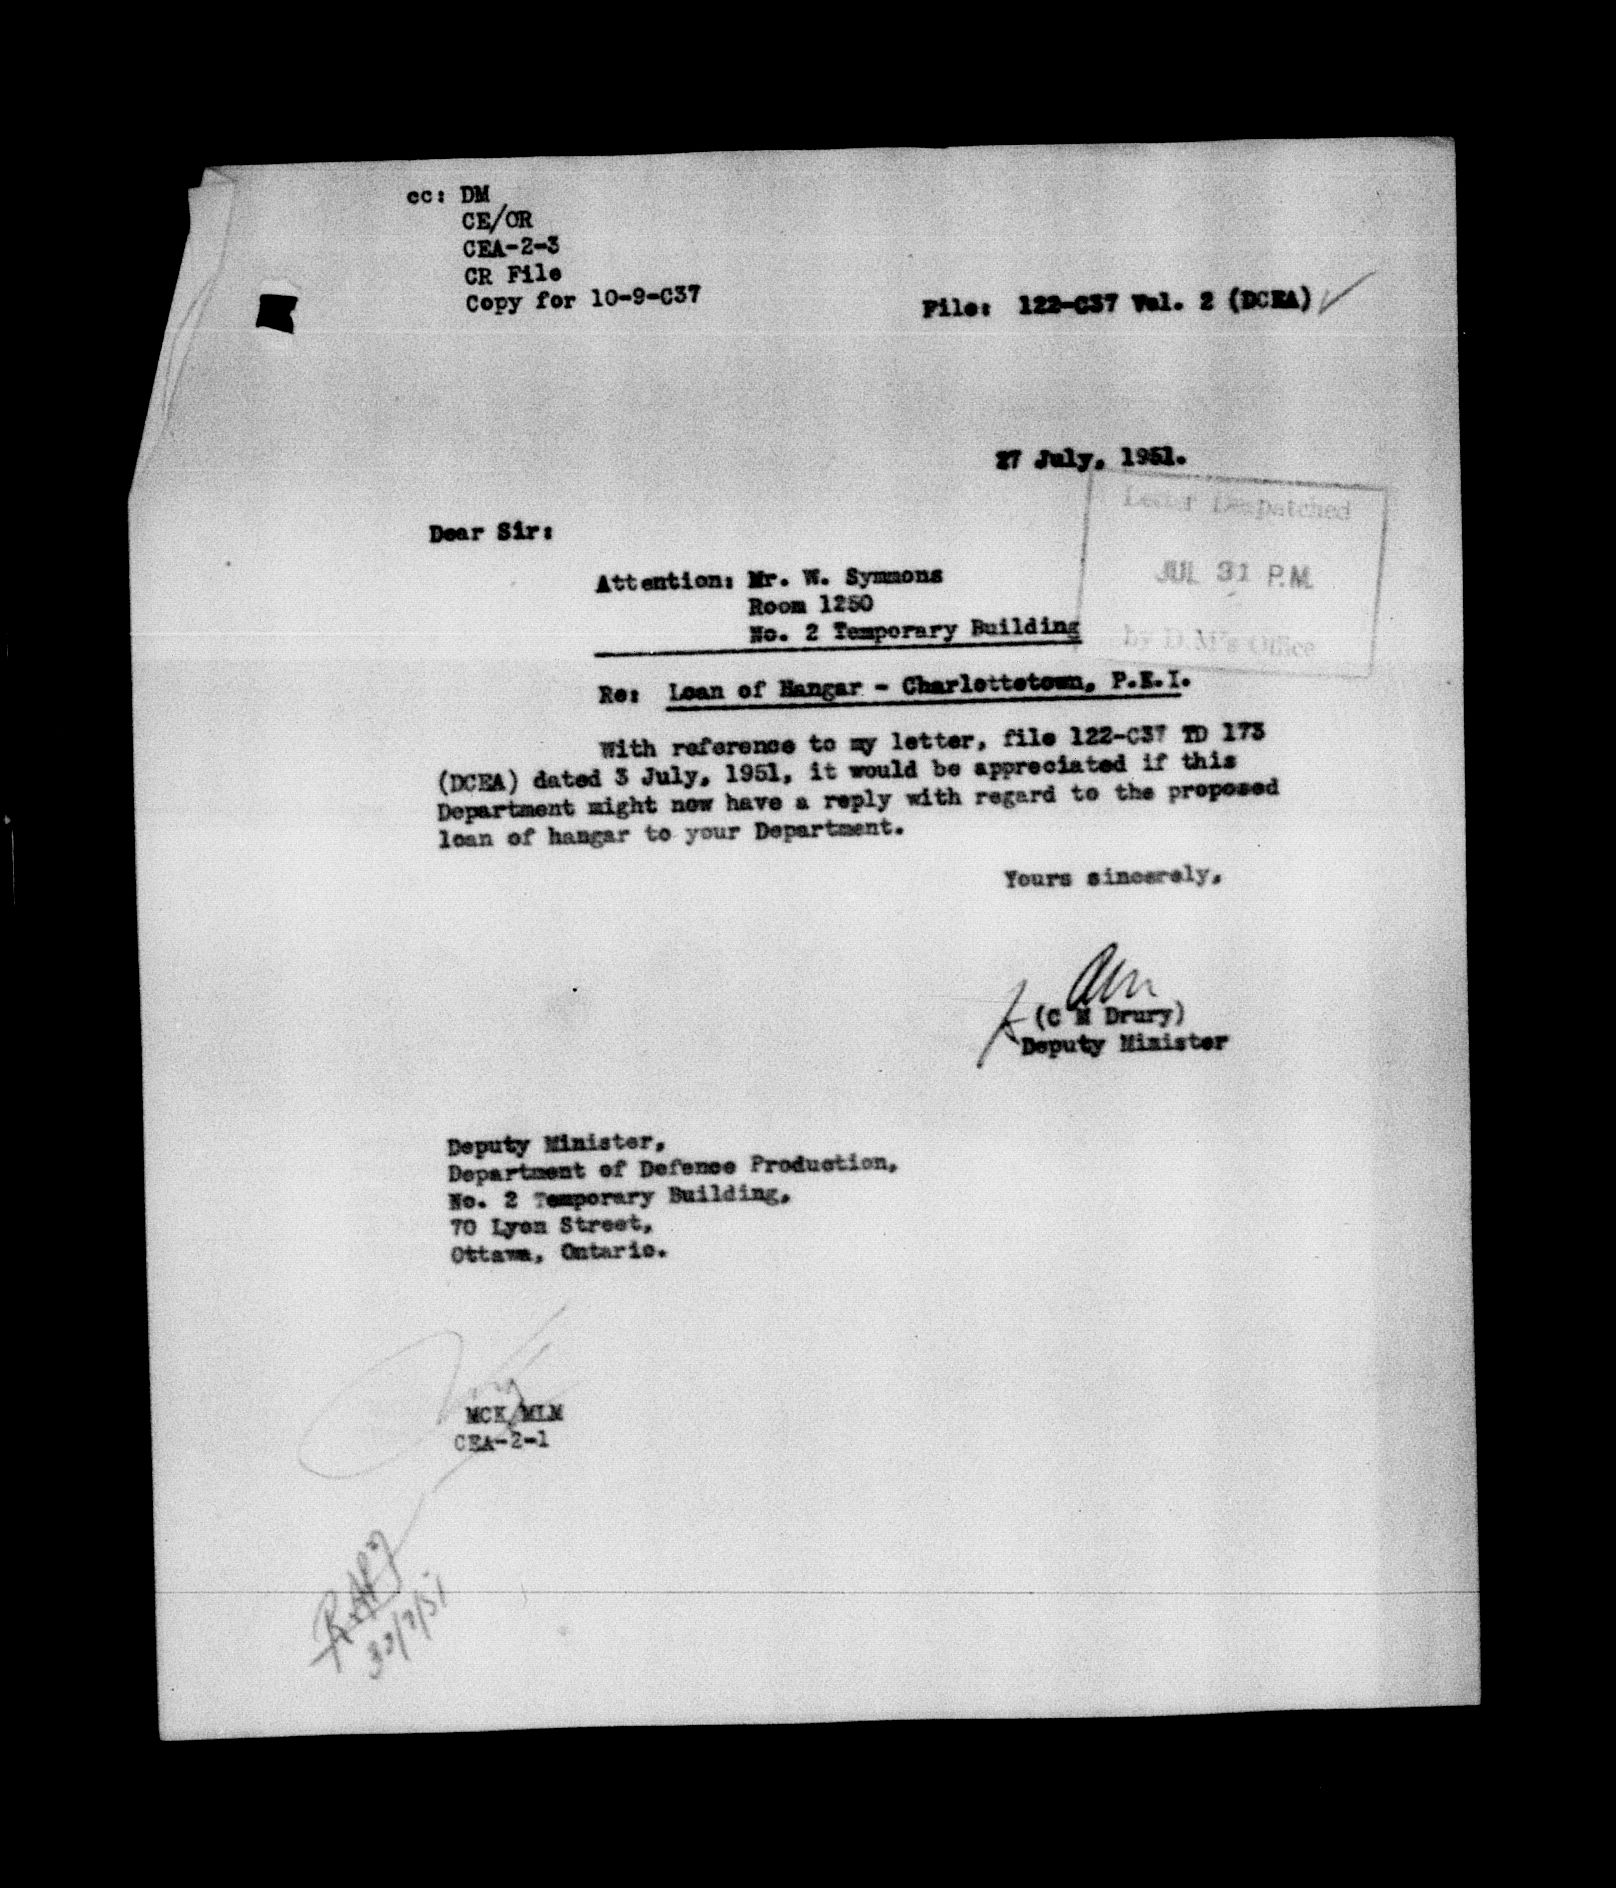 cc: DM
CE/OR
CEA-2-3
CR File
Copy for 10-9-C37
File: 122-C37 Vol. 2 (DCEA)
27 July, 1951.
Letter Despatched
JUL 31 P.M.
by D.M's Office
Dear Sir:
Attention: Mr. W. Symmons
Room 1250
No. 2 Temporary Building
Re: Loan of Hangar - Charlottetown, P.E.I.
With reference to my letter, file 122-C37 TD 173
(DCEA) dated 3 July, 1951, it would be appreciated if this
Department might now have a reply with regard to the proposed
loan of hangar to your Department.
Yours sincerely,
(C M Drury)
Deputy Minister
Deputy Minister,
Department of Defence Production,
No. 2 Temporary Building,
70 Lyon Street,
Ottawa, Ontario.
MCK/MLM
CEA-2-1